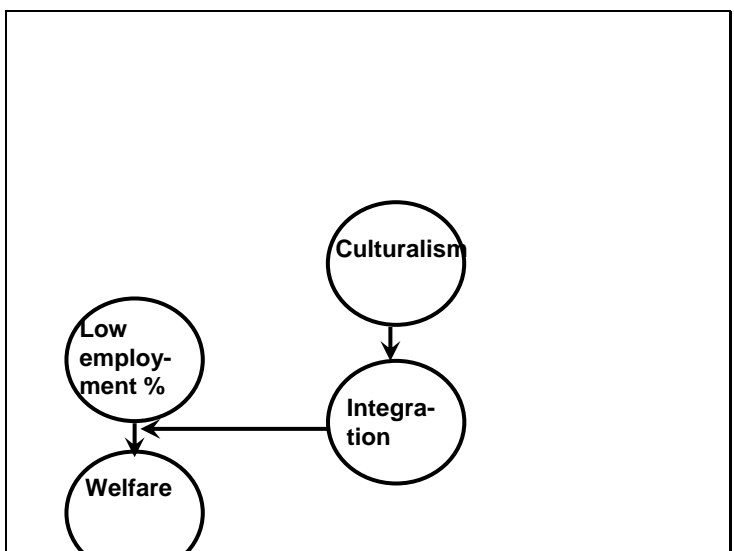 Culturalism
Low
employ-
ment %
Integra-
tion
Welfare